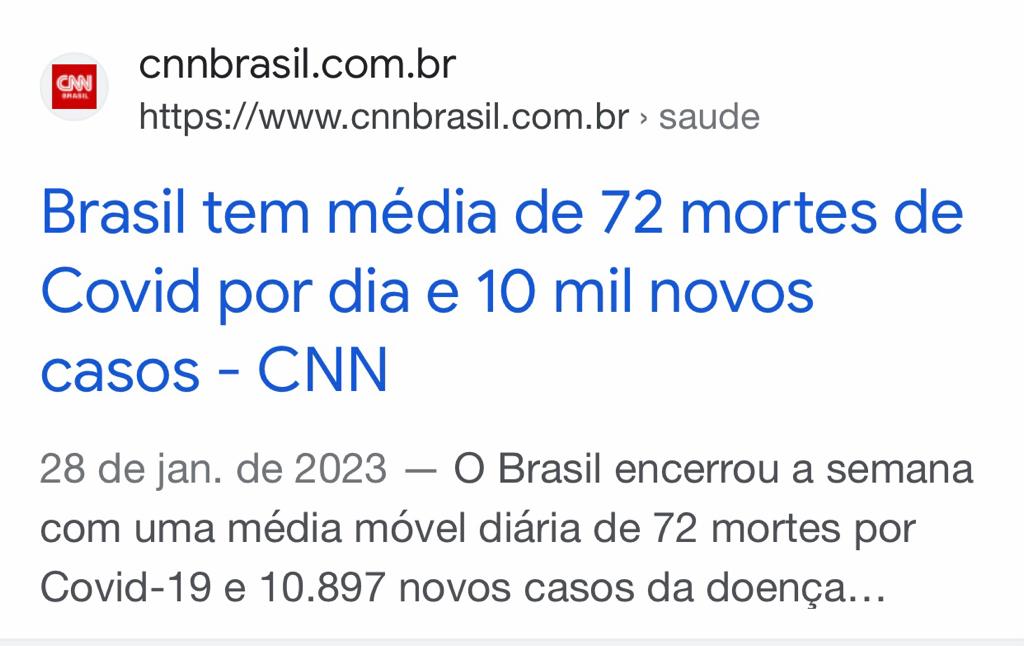 cnnbrasil.com.br
CNN
BRASIL
https://www.cnnbrasil.com.br › saude
Brasil tem média de 72 mortes de
Covid por dia e 10 mil novos
casos - CNN
28 de jan. de 2023 — O Brasil encerrou a semana
com uma média móvel diária de 72 mortes por
Covid-19 e 10.897 novos casos da doença...